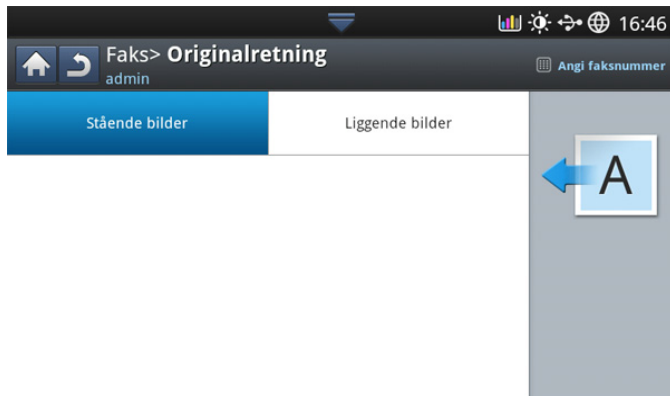 16:46
Faks> Originalretning
admin
Angi faksnummer
Stående bilder
Liggende bilder
A